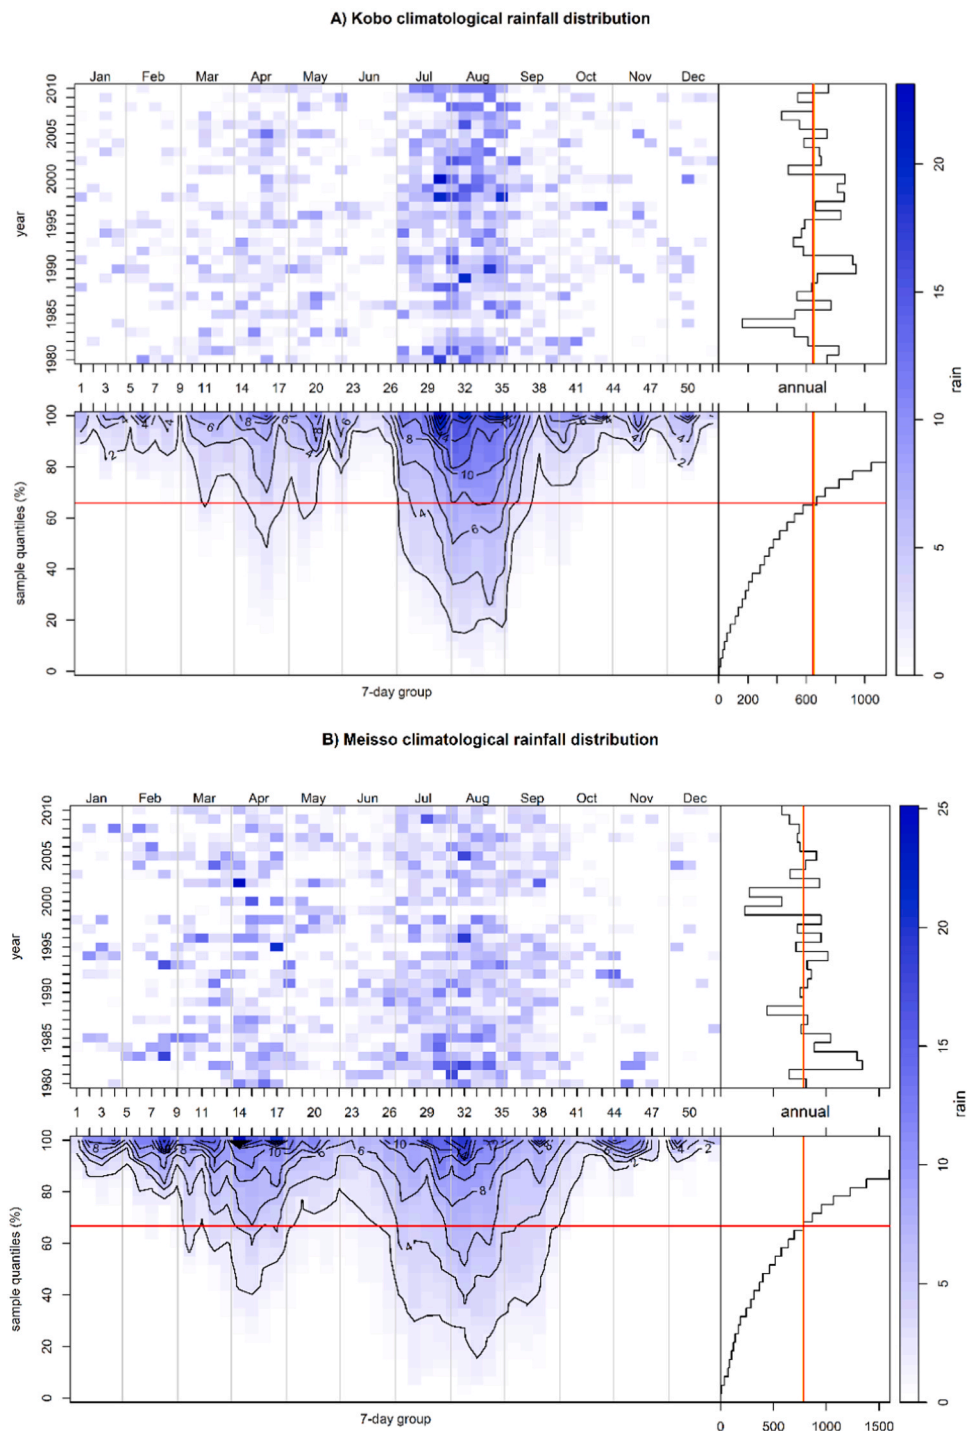 A) Kobo climatological rainfall distribution
Jan Feb Mar Apr May Jun Jul Aug Sep Oct Nov Dec
year
1980 1985 1990 1995 2000 2005 2010
1 3 5 7 9 11 14 17 20 23 26 29 32 35 38 41 44 47 50
annual
rain
0 5 10 15 20
sample quantiles (%)
0 20 40 60 80 100
7-day group
0 200 600 1000
B) Meisso climatological rainfall distribution
Jan Feb Mar Apr May Jun Jul Aug Sep Oct Nov Dec
year
1980 1985 1990 1995 2000 2005 2010
1 3 5 7 9 11 14 17 20 23 26 29 32 35 38 41 44 47 50
annual
rain
0 5 10 15 20 25
sample quantiles (%)
0 20 40 60 80 100
7-day group
0 500 1000 1500